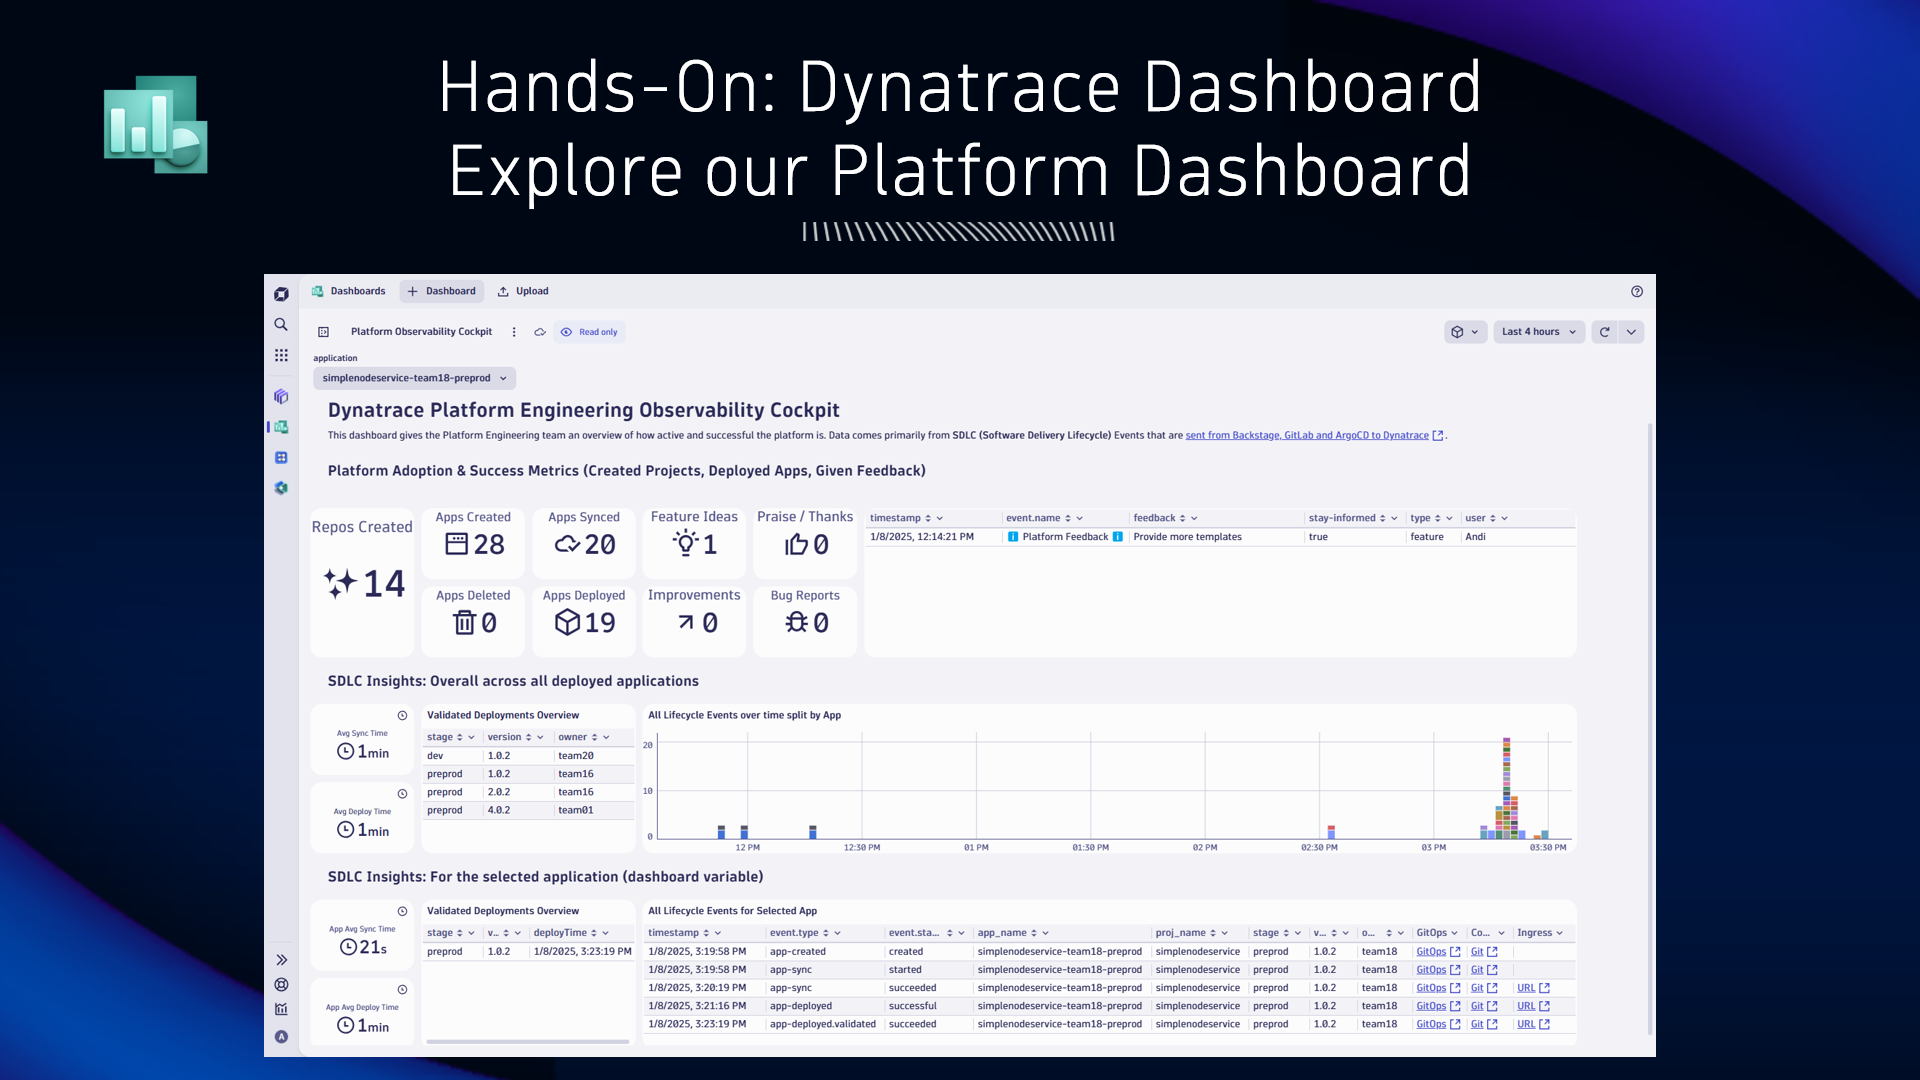 Hands-On: Dynatrace Dashboard
Explore our Platform Dashboard
Dashboards Dashboard Upload
Platform Observability Cockpit Read only Last 4 hours
application
simplenodeservice-team18-preprod
Dynatrace Platform Engineering Observability Cockpit
This dashboard gives the Platform Engineering team an overview of how active and successful the platform is. Data comes primarily from SDLC (Software Delivery Lifecycle) Events that are sent from Backstage, GitLab and ArgoCD to Dynatrace .
Platform Adoption & Success Metrics (Created Projects, Deployed Apps, Given Feedback)
Repos Created
14
Apps Created
28
Apps Synced
20
Feature Ideas
1
Praise / Thanks
0
Apps Deleted
0
Apps Deployed
19
Improvements
0
Bug Reports
0
timestamp event.name feedback stay-informed type user
1/8/2025, 12:14:21 PM Platform Feedback Provide more templates true feature Andi
SDLC Insights: Overall across all deployed applications
Avg Sync Time
1min
Avg Deploy Time
1min
Validated Deployments Overview
stage version owner
dev 1.0.2 team20
preprod 1.0.2 team16
preprod 2.0.2 team16
preprod 4.0.2 team01
All Lifecycle Events over time split by App
20
10
0
12 PM 12:30 PM 01 PM 01:30 PM 02 PM 02:30 PM 03 PM 03:30 PM
SDLC Insights: For the selected application (dashboard variable)
App Avg Sync Time
21s
App Avg Deploy Time
1min
Validated Deployments Overview
stage v... deployTime
preprod 1.0.2 1/8/2025, 3:23:19 PM
All Lifecycle Events for Selected App
timestamp event.type event.sta... app_name proj_name stage v... o... GitOps Co... Ingress
1/8/2025, 3:19:58 PM app-created created simplenodeservice-team18-preprod simplenodeservice preprod 1.0.2 team18 GitOps Git
1/8/2025, 3:19:58 PM app-sync started simplenodeservice-team18-preprod simplenodeservice preprod 1.0.2 team18 GitOps Git
1/8/2025, 3:20:19 PM app-sync succeeded simplenodeservice-team18-preprod simplenodeservice preprod 1.0.2 team18 GitOps Git URL
1/8/2025, 3:21:16 PM app-deployed successful simplenodeservice-team18-preprod simplenodeservice preprod 1.0.2 team18 GitOps Git URL
1/8/2025, 3:23:19 PM app-deployed.validated succeeded simplenodeservice-team18-preprod simplenodeservice preprod 1.0.2 team18 GitOps Git URL
A